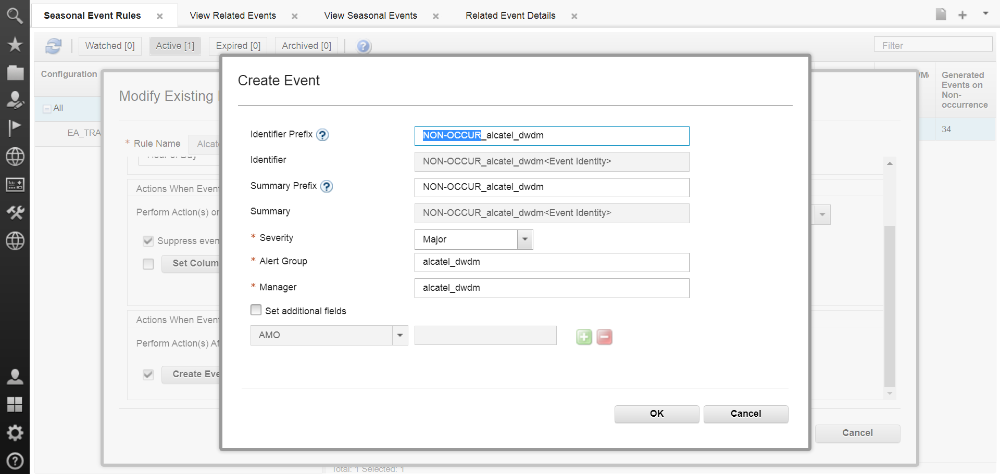 Seasonal Event Rules
View Related Events
View Seasonal Events
Related Event Details
Watched [0]
Active [1]
Expired [0]
Archived [0]
Filter
Configuration
Generated
Events on
Non-
occurrence
All
EA_TRA
34
Modify Existing
* Rule Name
Alcat
Hour of Day
Actions When Event
Perform Action(s) or
Suppress even
Set Colum
Actions When Event
Perform Action(s) Af
Create Eve
Cancel
Create Event
Identifier Prefix ?
NON-OCCUR_alcatel_dwdm
Identifier
NON-OCCUR_alcatel_dwdm<Event Identity>
Summary Prefix ?
NON-OCCUR_alcatel_dwdm
Summary
NON-OCCUR_alcatel_dwdm<Event Identity>
* Severity
Major
* Alert Group
alcatel_dwdm
* Manager
alcatel_dwdm
Set additional fields
AMO
OK
Cancel
Total: 1 Selected: 1